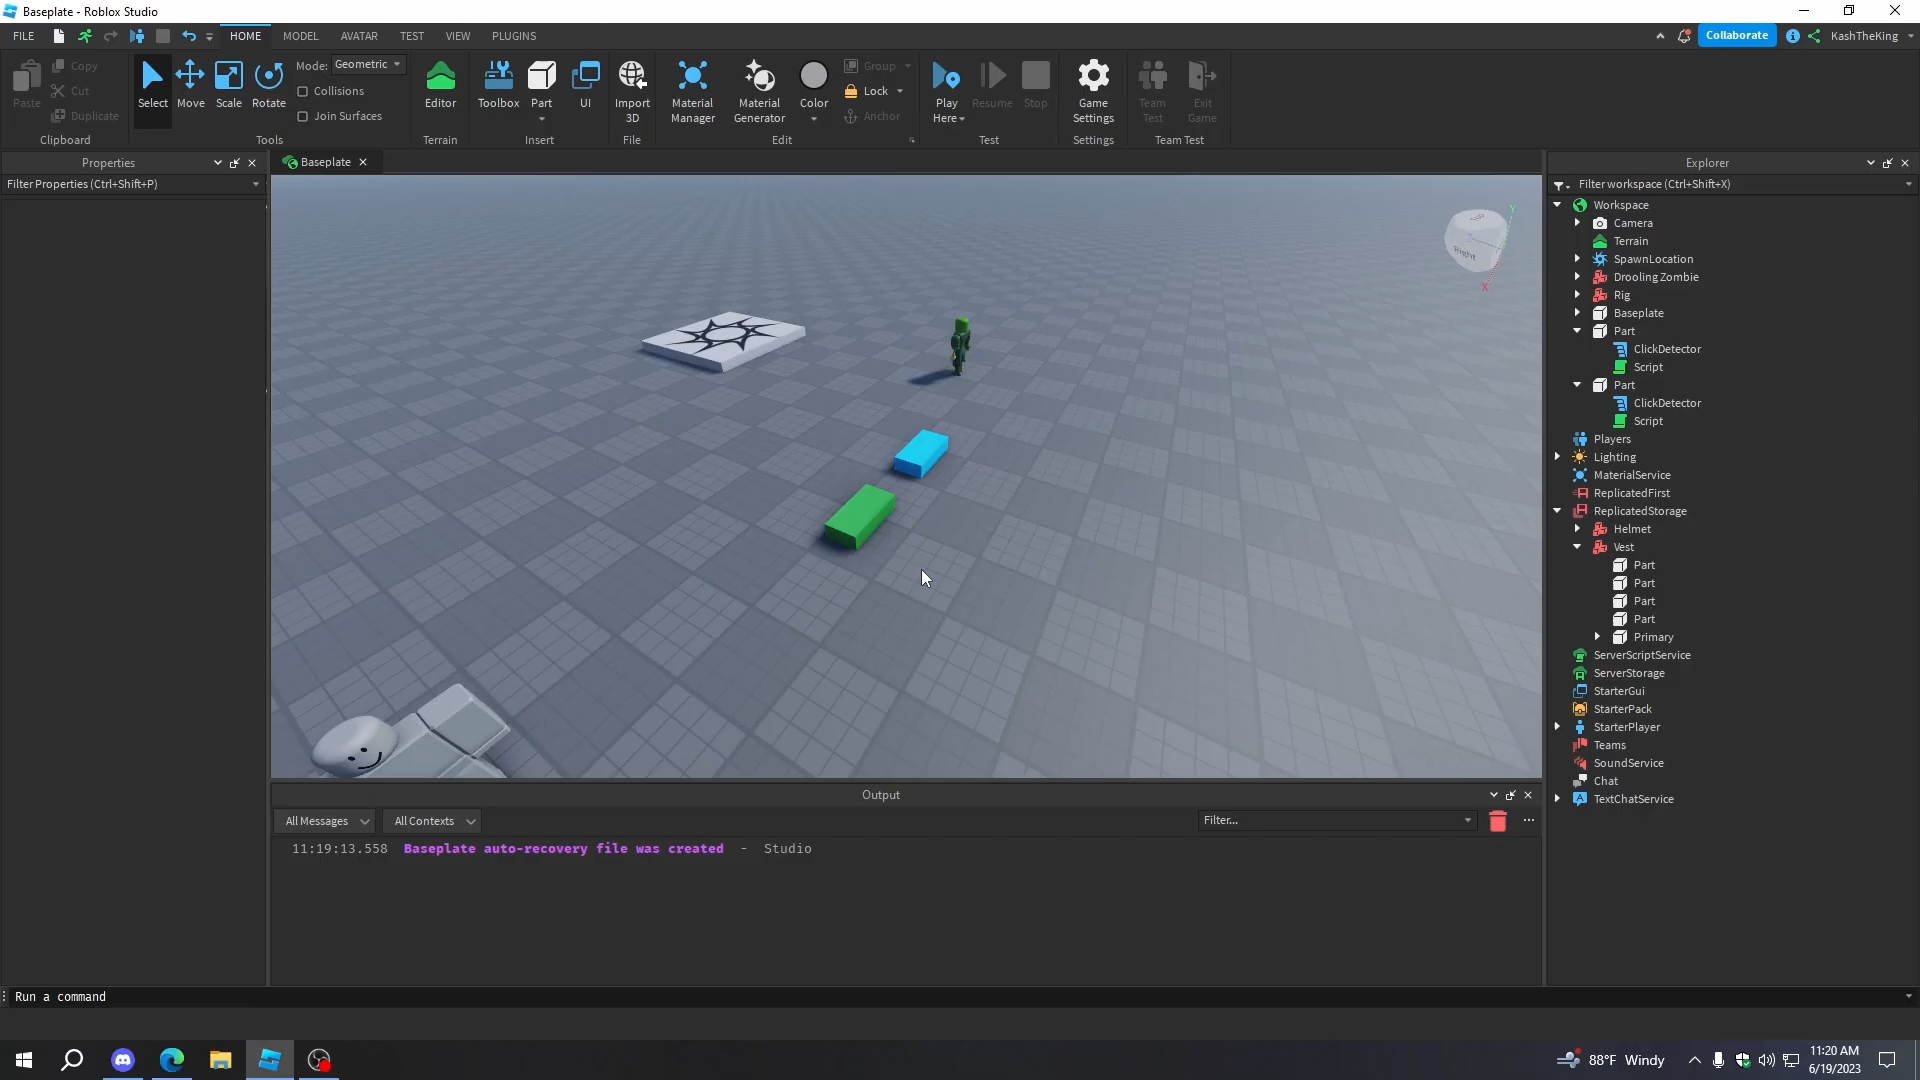 Baseplate - Roblox Studio
FILE HOME MODEL AVATAR TEST VIEW PLUGINS Collaborate KashTheKing
Paste Copy Cut Duplicate
Clipboard
Select Move Scale Rotate
Mode: Geometric
Collisions
Join Surfaces
Tools
Editor
Terrain
Toolbox Part UI
Insert
Import 3D
File
Material Manager
Material Generator
Color
Group
Lock
Anchor
Edit
Play Here Resume Stop
Test
Game Settings
Settings
Team Test
Exit Game
Team Test
Properties
Filter Properties (Ctrl+Shift+P)
Baseplate
Right
Y
X
Explorer
Filter workspace (Ctrl+Shift+X)
Workspace
Camera
Terrain
SpawnLocation
Drooling Zombie
Rig
Baseplate
Part
ClickDetector
Script
Part
ClickDetector
Script
Players
Lighting
MaterialService
ReplicatedFirst
ReplicatedStorage
Helmet
Vest
Part
Part
Part
Part
Primary
ServerScriptService
ServerStorage
StarterGui
StarterPack
StarterPlayer
Teams
SoundService
Chat
TextChatService
Output
All Messages All Contexts Filter...
11:19:13.558 Baseplate auto-recovery file was created - Studio
Run a command
88°F Windy
11:20 AM
6/19/2023